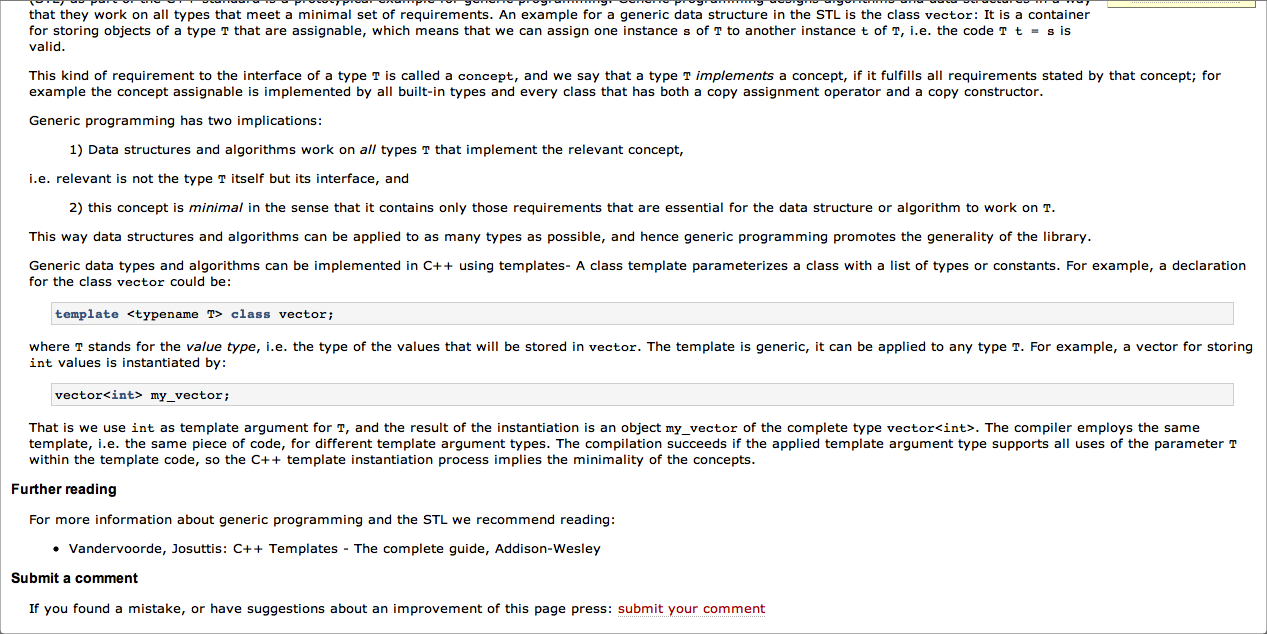 that they work on all types that meet a minimal set of requirements. An example for a generic data structure in the STL is the class vector: It is a container
for storing objects of a type T that are assignable, which means that we can assign one instance s of T to another instance t of T, i.e. the code T t = s is
valid.
This kind of requirement to the interface of a type T is called a concept, and we say that a type T implements a concept, if it fulfills all requirements stated by that concept; for
example the concept assignable is implemented by all built-in types and every class that has both a copy assignment operator and a copy constructor.
Generic programming has two implications:
1) Data structures and algorithms work on all types T that implement the relevant concept,
i.e. relevant is not the type T itself but its interface, and
2) this concept is minimal in the sense that it contains only those requirements that are essential for the data structure or algorithm to work on T.
This way data structures and algorithms can be applied to as many types as possible, and hence generic programming promotes the generality of the library.
Generic data types and algorithms can be implemented in C++ using templates- A class template parameterizes a class with a list of types or constants. For example, a declaration
for the class vector could be:
template <typename T> class vector;
where T stands for the value type, i.e. the type of the values that will be stored in vector. The template is generic, it can be applied to any type T. For example, a vector for storing
int values is instantiated by:
vector<int> my_vector;
That is we use int as template argument for T, and the result of the instantiation is an object my_vector of the complete type vector<int>. The compiler employs the same
template, i.e. the same piece of code, for different template argument types. The compilation succeeds if the applied template argument type supports all uses of the parameter T
within the template code, so the C++ template instantiation process implies the minimality of the concepts.
Further reading
For more information about generic programming and the STL we recommend reading:
• Vandervoorde, Josuttis: C++ Templates - The complete guide, Addison-Wesley
Submit a comment
If you found a mistake, or have suggestions about an improvement of this page press: submit your comment